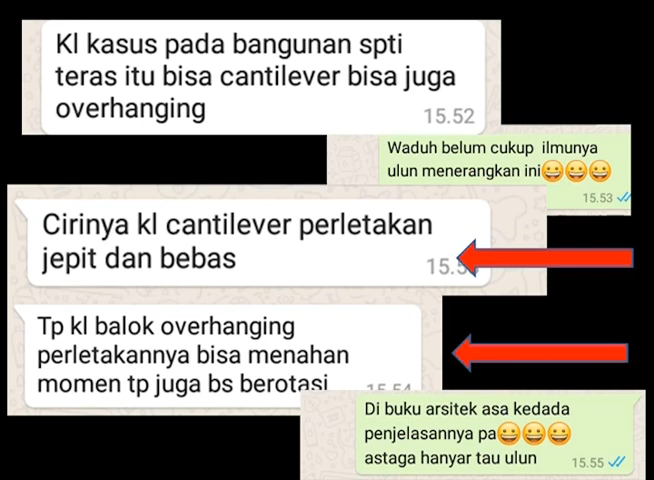 Kl kasus pada bangunan spti
teras itu bisa cantilever bisa juga
overhanging
15.52
Waduh belum cukup ilmunya
ulun menerangkan ini😀😀😀
15.53
Cirinya kl cantilever perletakan
jepit dan bebas
Tp kl balok overhanging
perletakannya bisa menahan
momen tp juga bs berotasi
15.54
Di buku arsitek asa kedada
penjelasannya pa😀😀😀
astaga hanyar tau ulun
15.55